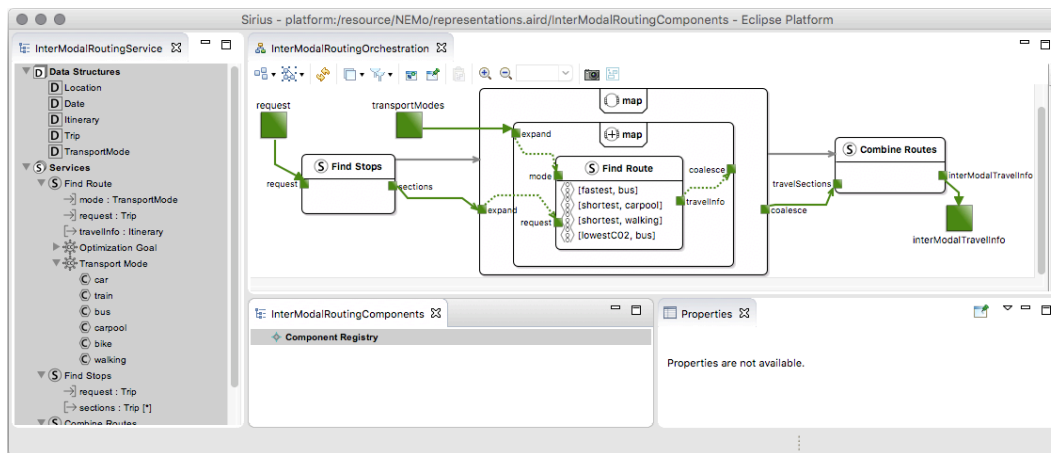 Sirius - platform:/resource/NEMo/representations.aird/InterModalRoutingComponents - Eclipse Platform
InterModalRoutingService
D Data Structures
D Location
D Date
D Itinerary
D Trip
D TransportMode
S Services
S Find Route
mode : TransportMode
request : Trip
travelInfo : Itinerary
Optimization Goal
Transport Mode
C car
C train
C bus
C carpool
C bike
C walking
S Find Stops
request : Trip
sections : Trip [*]
S Combine Routes
InterModalRoutingOrchestration
request
transportModes
map
map
expand
S Find Stops
request
sections
expand
S Find Route
mode
request
[fastest, bus]
[shortest, carpool]
[shortest, walking]
[lowestC02, bus]
travelInfo
coalesce
coalesce
S Combine Routes
travelSections
interModalTravelInfo
interModalTravelInfo
InterModalRoutingComponents
Component Registry
Properties
Properties are not available.